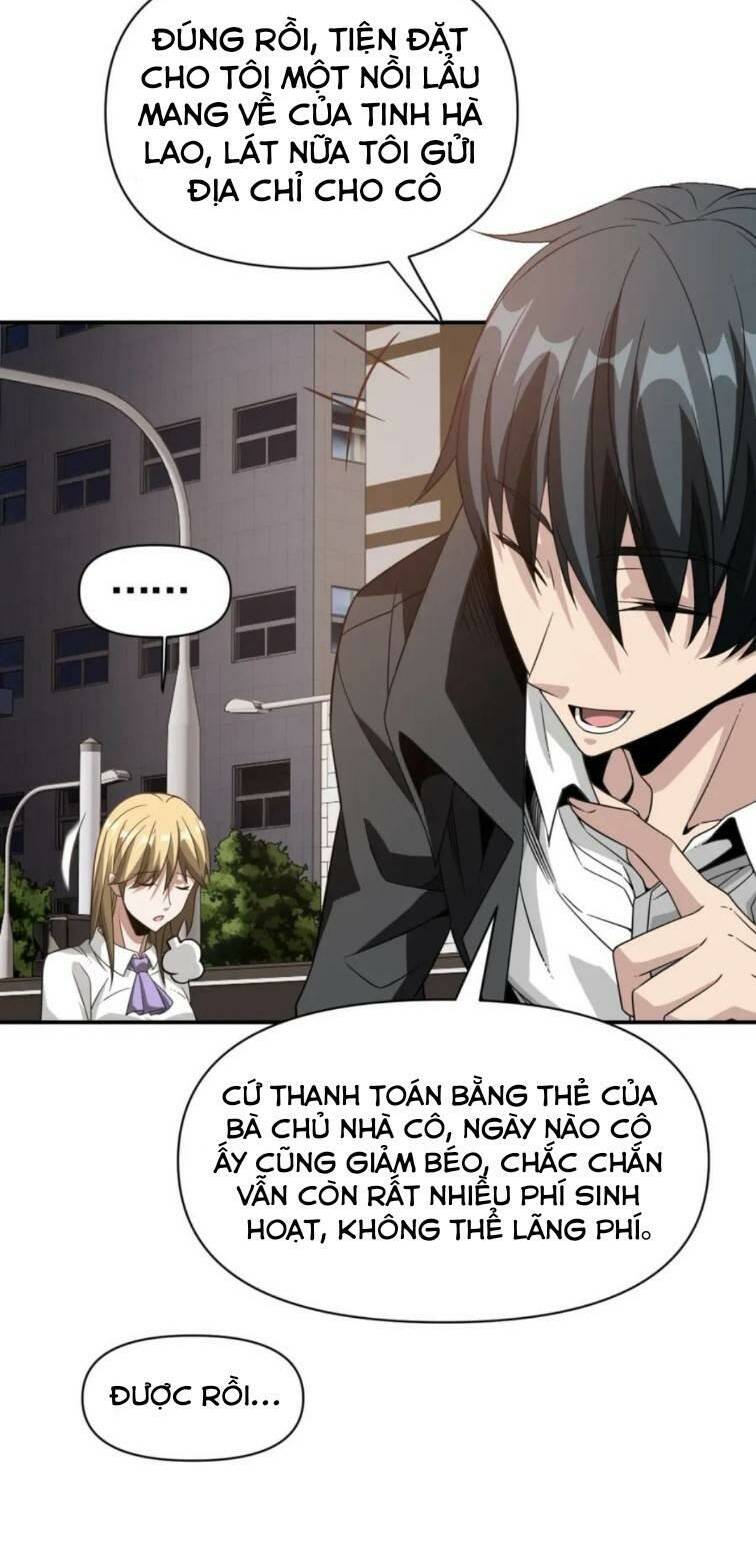 ĐÚNG RỒI, TIỆN ĐẶT
CHO TÔI MỘT NỒI LẨU
MANG VỀ CỦA TINH HÀ
LAO, LÁT NỮA TÔI GỬI
ĐỊA CHỈ CHO CÔ
......
CỨ THANH TOÁN BẰNG THẺ CỦA
BÀ CHỦ NHÀ CÔ, NGÀY NÀO CÔ
ẤY CŨNG GIẢM BÉO, CHẮC CHẮN
VẪN CÒN RẤT NHIỀU PHÍ SINH
HOẠT, KHÔNG THỂ LÃNG PHÍ。
ĐƯỢC RỒI...